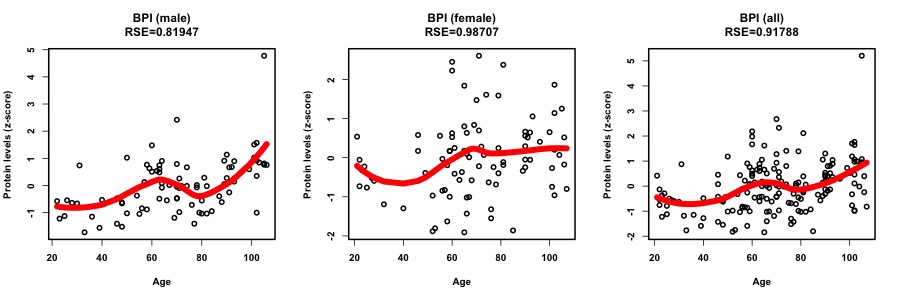 BPI (male)
RSE=0.81947
Protein levels (z-score)
5
4
3
2
1
0
-1
20 40 60 80 100
Age
BPI (female)
RSE=0.98707
Protein levels (z-score)
2
1
0
-1
-2
20 40 60 80 100
Age
BPI (all)
RSE=0.91788
Protein levels (z-score)
5
4
3
2
1
0
-1
-2
20 40 60 80 100
Age